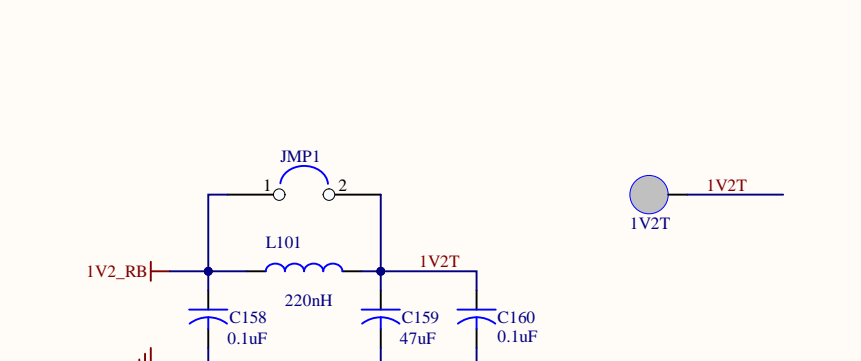 JMP1
1 2
1V2T
1V2T
L101
1V2_RB
1V2T
220nH
C158
0.1uF
C159
47uF
C160
0.1uF